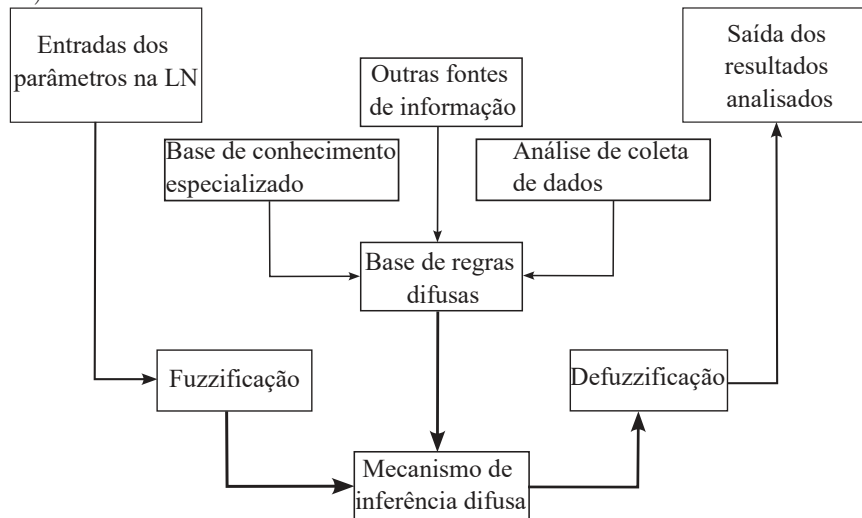 )
Entradas dos
parâmetros na LN
Outras fontes
de informação
Saída dos
resultados
analisados
Base de conhecimento
especializado
Análise de coleta
de dados
Base de regras
difusas
Fuzzificação
Defuzzificação
Mecanismo de
inferência difusa